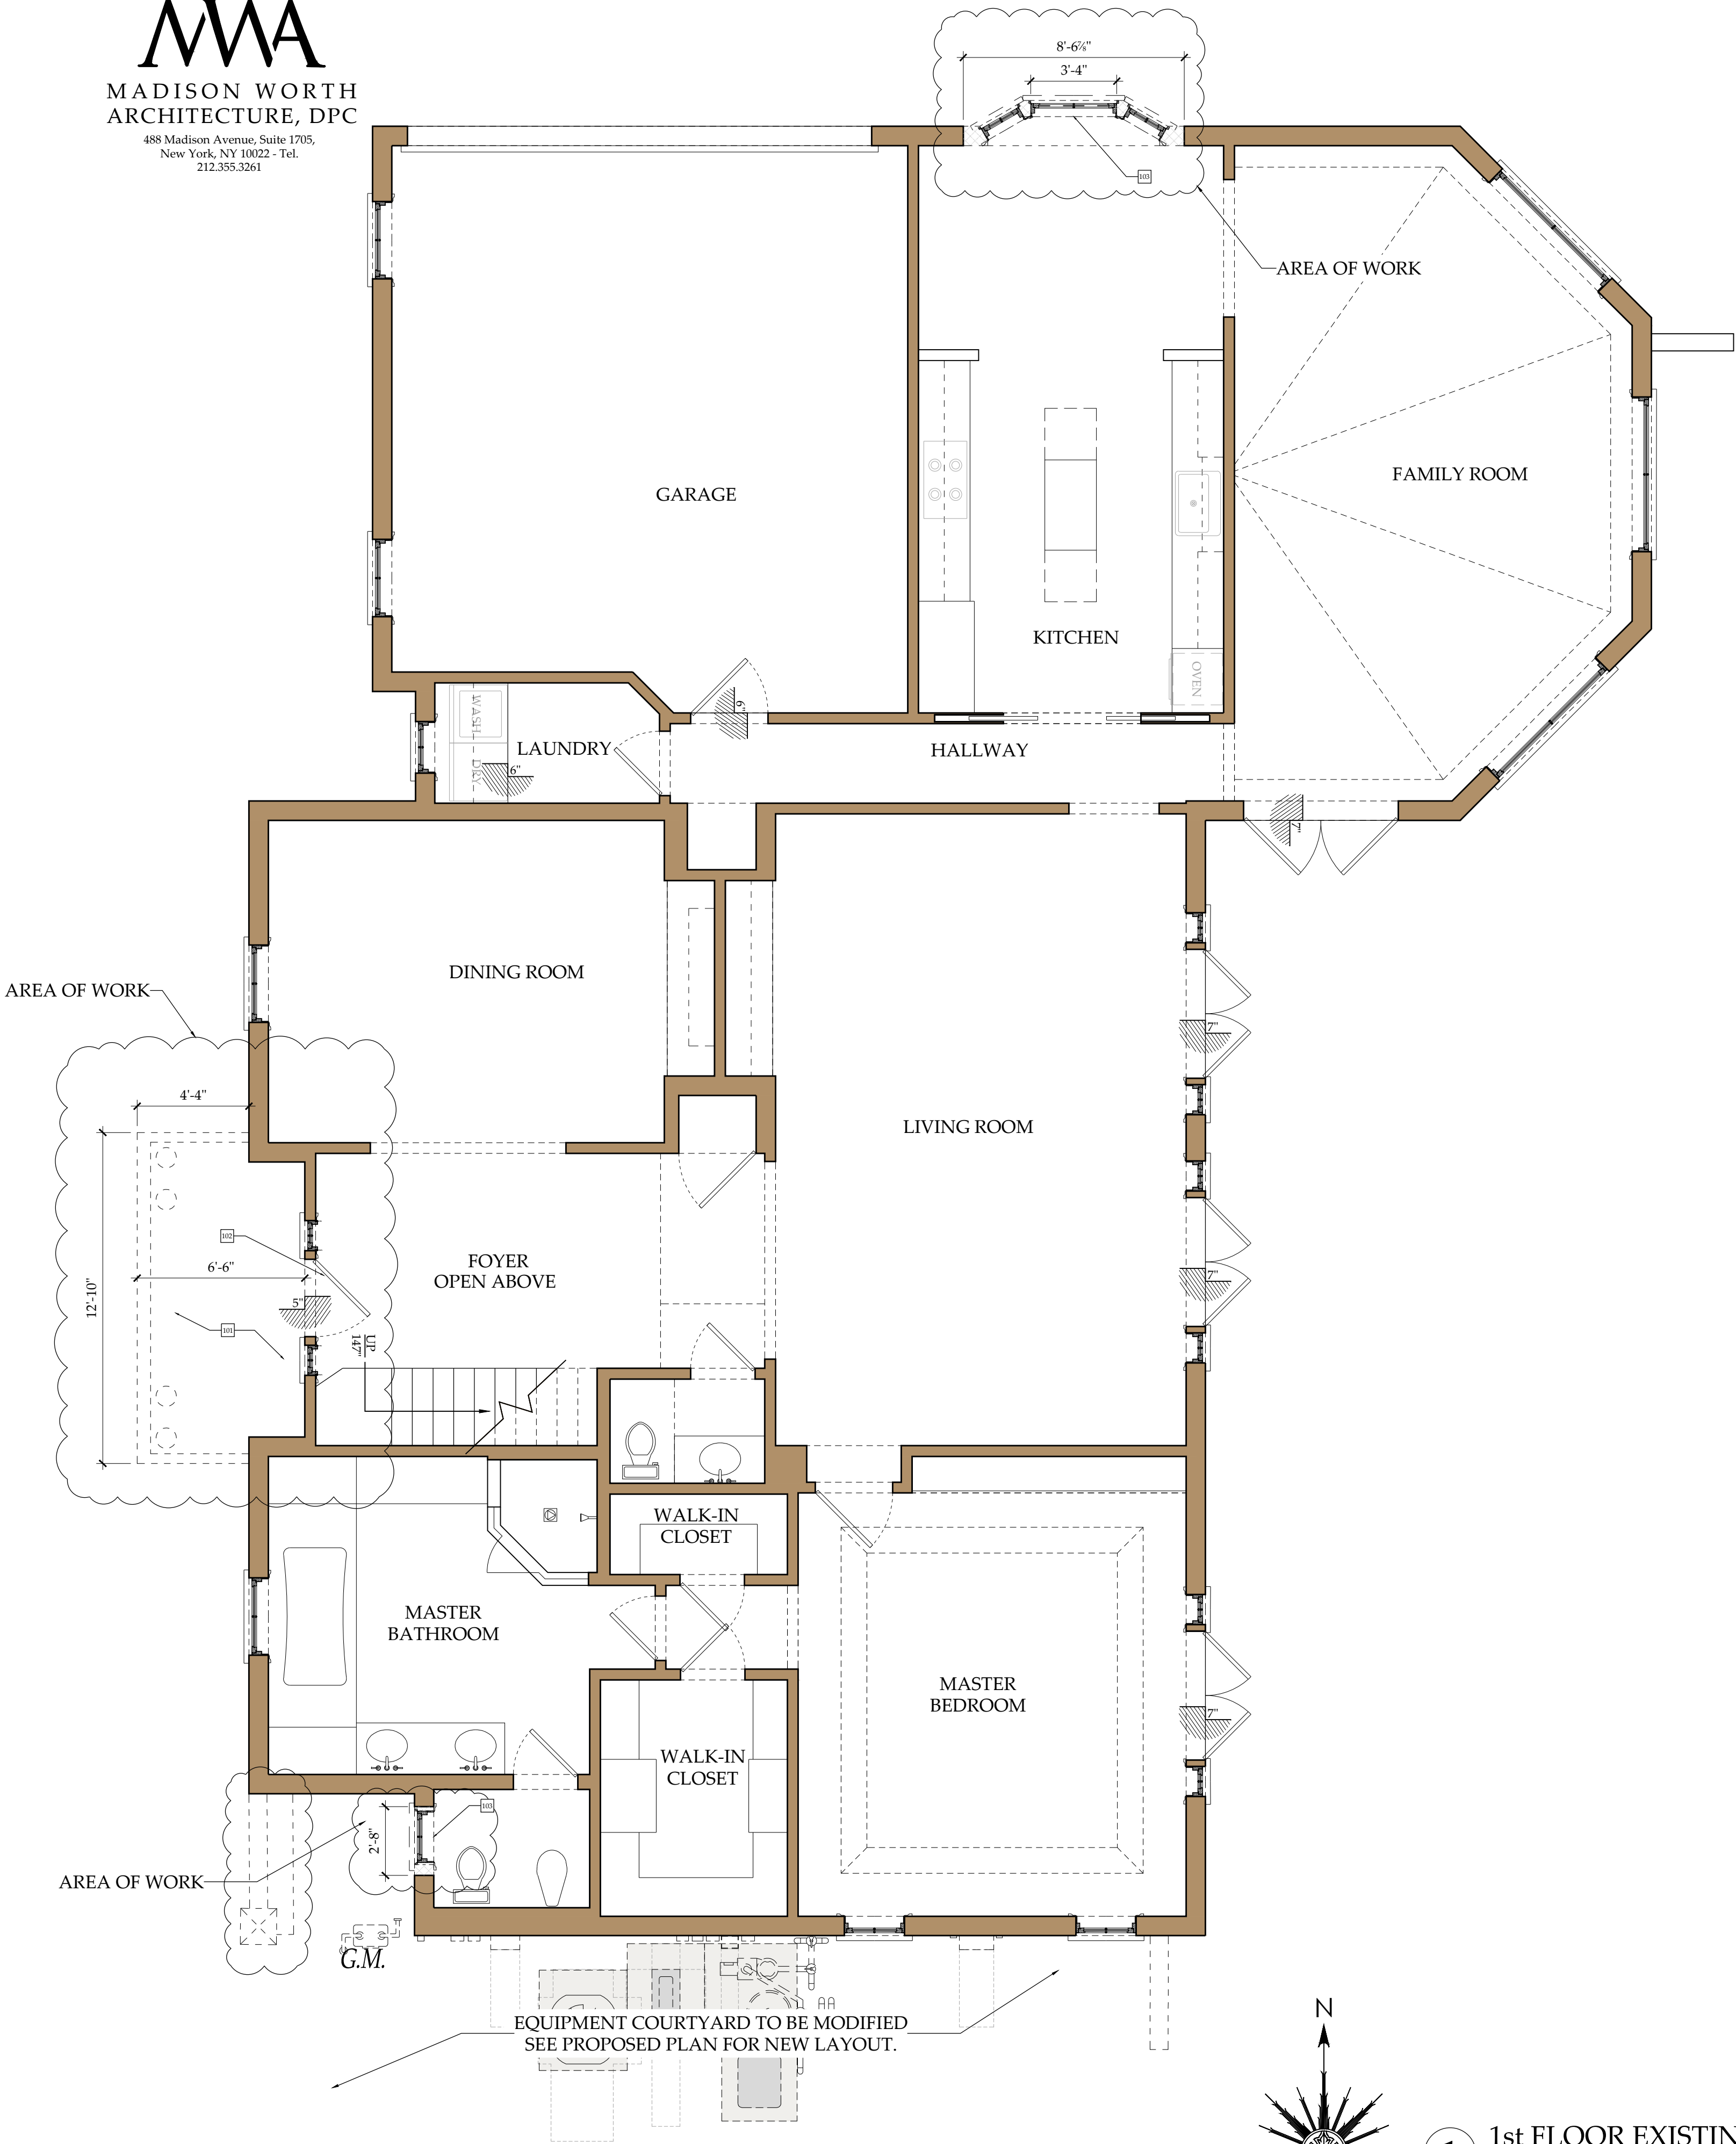 MWA
MADISON WORTH
ARCHITECTURE, DPC
488 Madison Avenue, Suite 1705,
New York, NY 10022 - Tel.
212.355.3261
8'-6⅞"
3'-4"
103
AREA OF WORK
GARAGE
FAMILY ROOM
KITCHEN
OVEN
6"
WASH
DRY
LAUNDRY
6"
HALLWAY
7"
DINING ROOM
AREA OF WORK
7"
4'-4"
LIVING ROOM
102
6'-6"
12'-10"
FOYER
OPEN ABOVE
7"
5"
101
UP
147"
WALK-IN
CLOSET
MASTER
BATHROOM
MASTER
BEDROOM
7"
WALK-IN
CLOSET
103
2'-8"
AREA OF WORK
G.M.
EQUIPMENT COURTYARD TO BE MODIFIED
SEE PROPOSED PLAN FOR NEW LAYOUT.
N
1st FLOOR EXISTIN